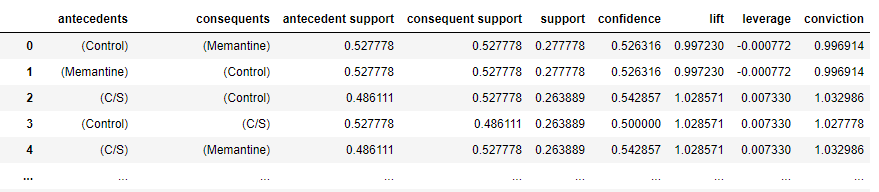 antecedents consequents antecedent support consequent support support confidence lift leverage conviction
0 (Control) (Memantine) 0.527778 0.527778 0.277778 0.526316 0.997230 -0.000772 0.996914
1 (Memantine) (Control) 0.527778 0.527778 0.277778 0.526316 0.997230 -0.000772 0.996914
2 (C/S) (Control) 0.486111 0.527778 0.263889 0.542857 1.028571 0.007330 1.032986
3 (Control) (C/S) 0.527778 0.486111 0.263889 0.500000 1.028571 0.007330 1.027778
4 (C/S) (Memantine) 0.486111 0.527778 0.263889 0.542857 1.028571 0.007330 1.032986
... ... ... ... ... ... ... ... ... ...